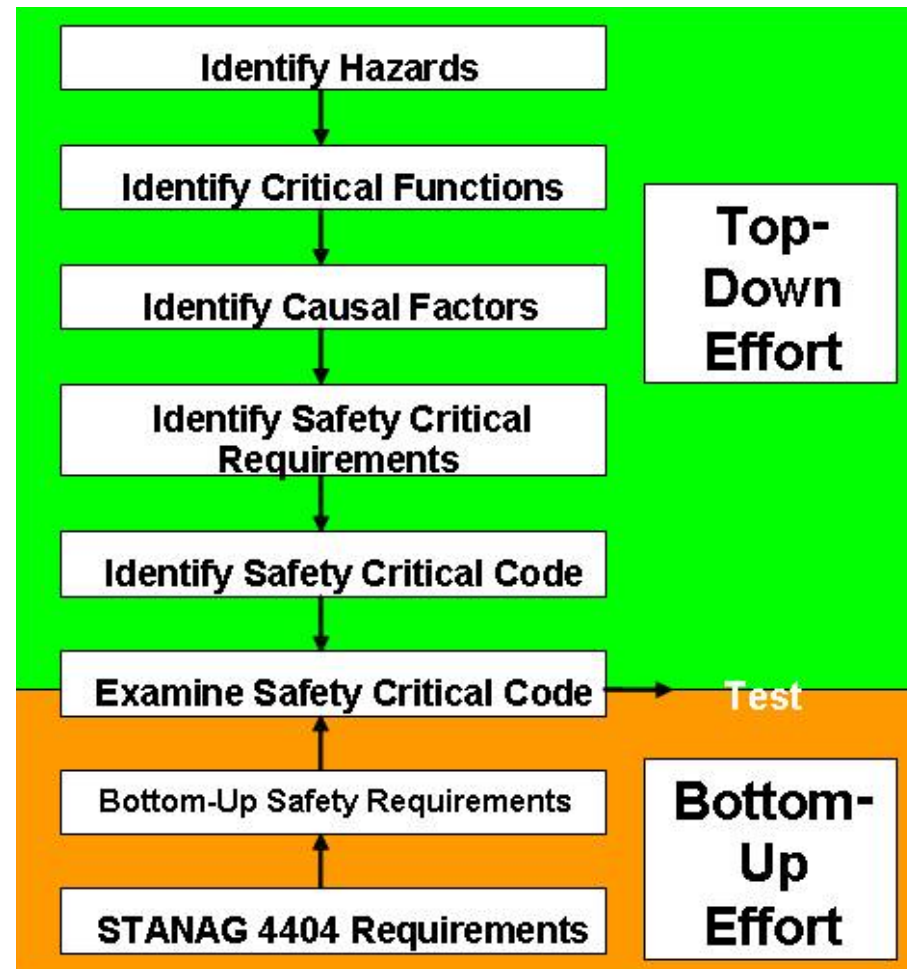 Identify Hazards
Identify Critical Functions
Identify Causal Factors
Identify Safety Critical
Requirements
Identify Safety Critical Code
Examine Safety Critical Code
Test
Bottom-Up Safety Requirements
STANAG 4404 Requirements
Top-
Down
Effort
Bottom-
Up
Effort